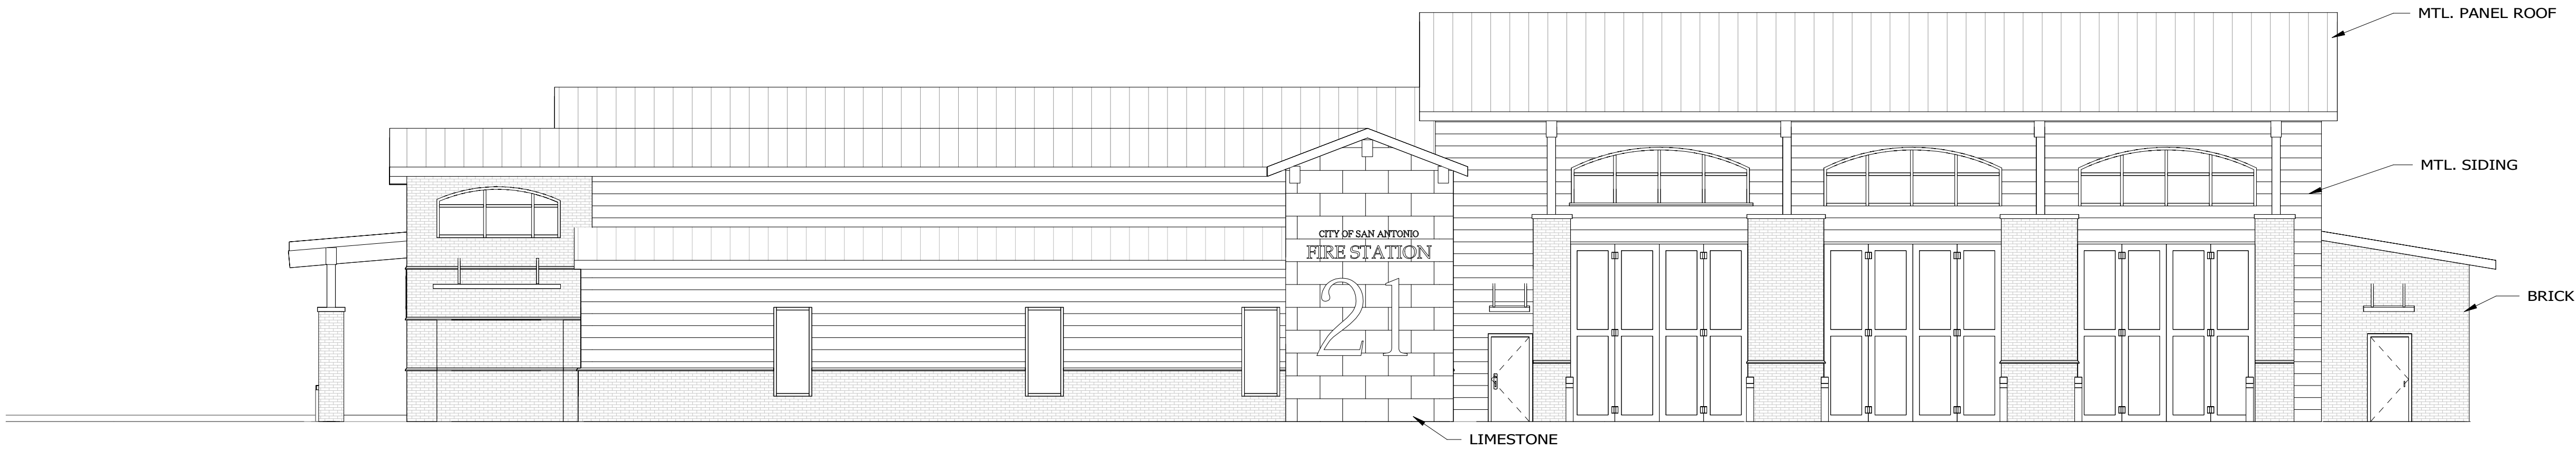 MTL. PANEL ROOF
MTL. SIDING
CITY OF SAN ANTONIO
FIRE STATION
21
BRICK
LIMESTONE